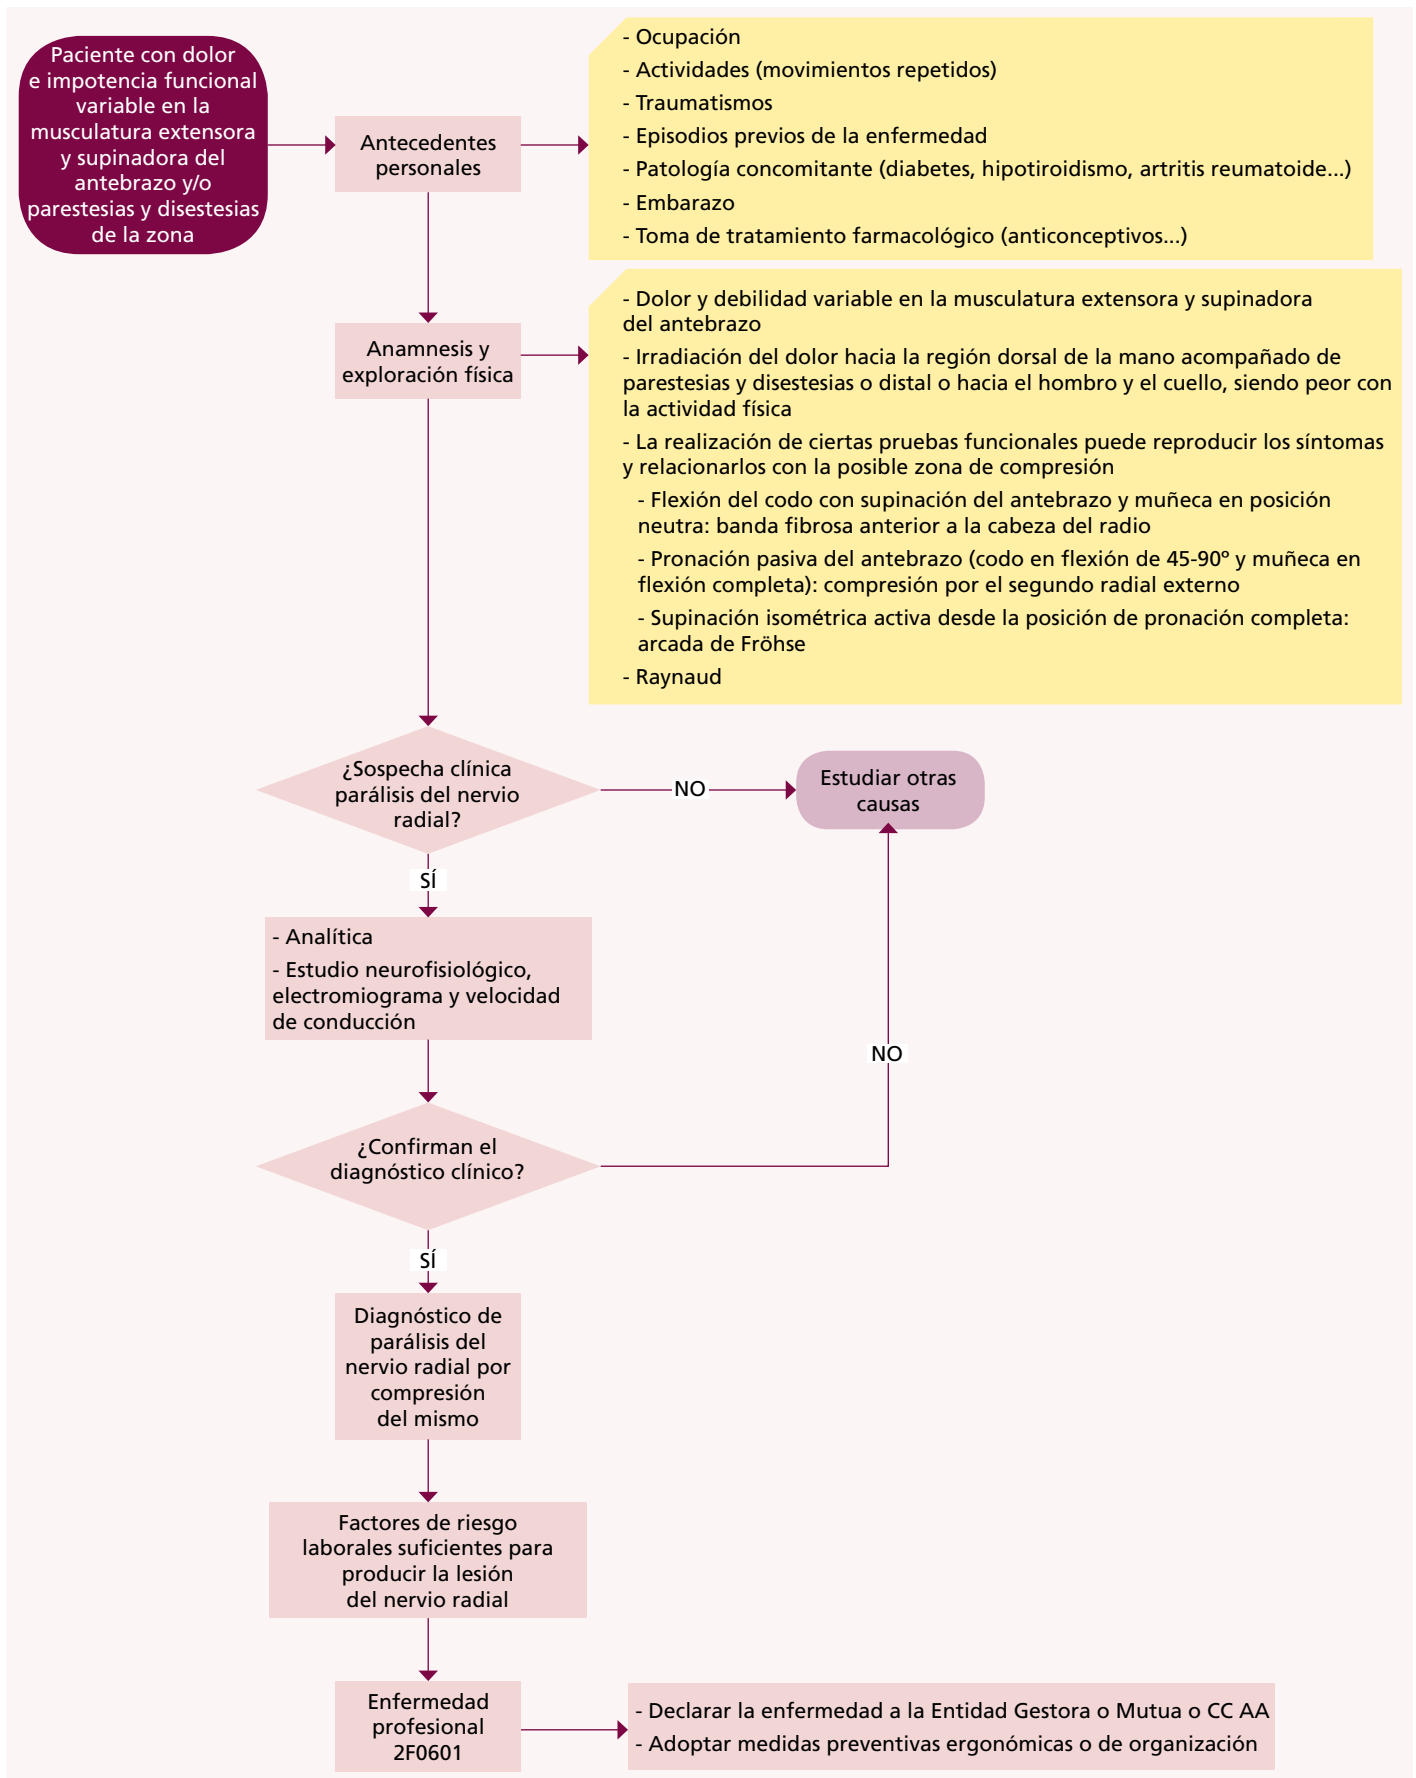 Paciente con dolor
e impotencia funcional
variable en la
musculatura extensora
y supinadora del
antebrazo y/o
parestesias y disestesias
de la zona
Antecedentes
personales
- Ocupación
- Actividades (movimientos repetidos)
- Traumatismos
- Episodios previos de la enfermedad
- Patología concomitante (diabetes, hipotiroidismo, artritis reumatoide...)
- Embarazo
- Toma de tratamiento farmacológico (anticonceptivos...)
Anamnesis y
exploración física
- Dolor y debilidad variable en la musculatura extensora y supinadora
del antebrazo
- Irradiación del dolor hacia la región dorsal de la mano acompañado de
parestesias y disestesias o distal o hacia el hombro y el cuello, siendo peor con
la actividad física
- La realización de ciertas pruebas funcionales puede reproducir los síntomas
y relacionarlos con la posible zona de compresión
- Flexión del codo con supinación del antebrazo y muñeca en posición
neutra: banda fibrosa anterior a la cabeza del radio
- Pronación pasiva del antebrazo (codo en flexión de 45-90º y muñeca en
flexión completa): compresión por el segundo radial externo
- Supinación isométrica activa desde la posición de pronación completa:
arcada de Fröhse
- Raynaud
¿Sospecha clínica
parálisis del nervio
radial?
NO
Estudiar otras
causas
SÍ
- Analítica
- Estudio neurofisiológico,
electromiograma y velocidad
de conducción
NO
¿Confirman el
diagnóstico clínico?
SÍ
Diagnóstico de
parálisis del
nervio radial por
compresión
del mismo
Factores de riesgo
laborales suficientes para
producir la lesión
del nervio radial
Enfermedad
profesional
2F0601
- Declarar la enfermedad a la Entidad Gestora o Mutua o CC AA
- Adoptar medidas preventivas ergonómicas o de organización